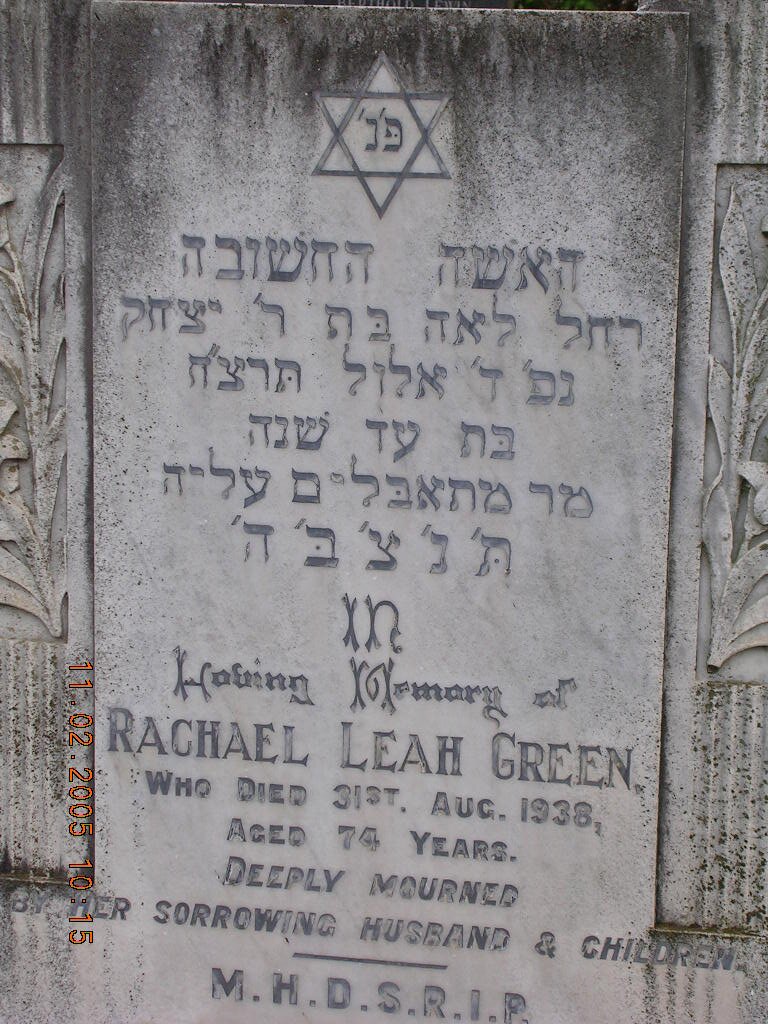 פ'נ'
האשה החשובה
רחל לאה בת ר' יצחק
נפ' ד' אלול תרצ"ח
בת עד שנה
מר מתאבלים עליה
ת' נ' צ' ב' ה'
IN
Loving Memory of
RACHAEL LEAH GREEN,
WHO DIED 31ST. AUG. 1938,
AGED 74 YEARS.
DEEPLY MOURNED
BY HER SORROWING HUSBAND & CHILDREN.
M.H.D.S.R.I.P.
11.02.2005 10:15